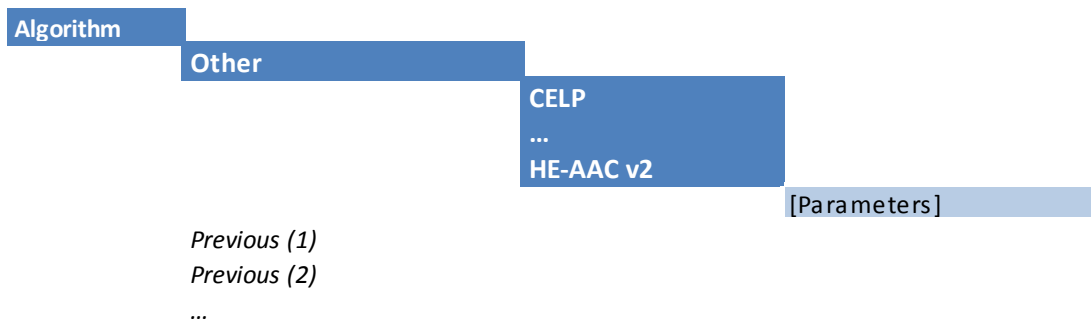 Algorithm
Other
CELP
…
HE-AAC v2
[Parameters]
Previous (1)
Previous (2)
…